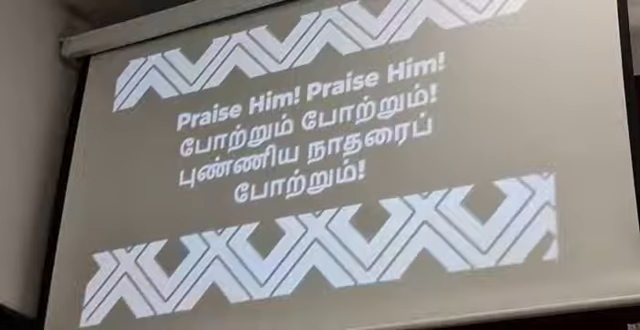 Praise Him! Praise Him!
போற்றும் போற்றும்!
புண்ணிய நாதரைப்
போற்றும்!